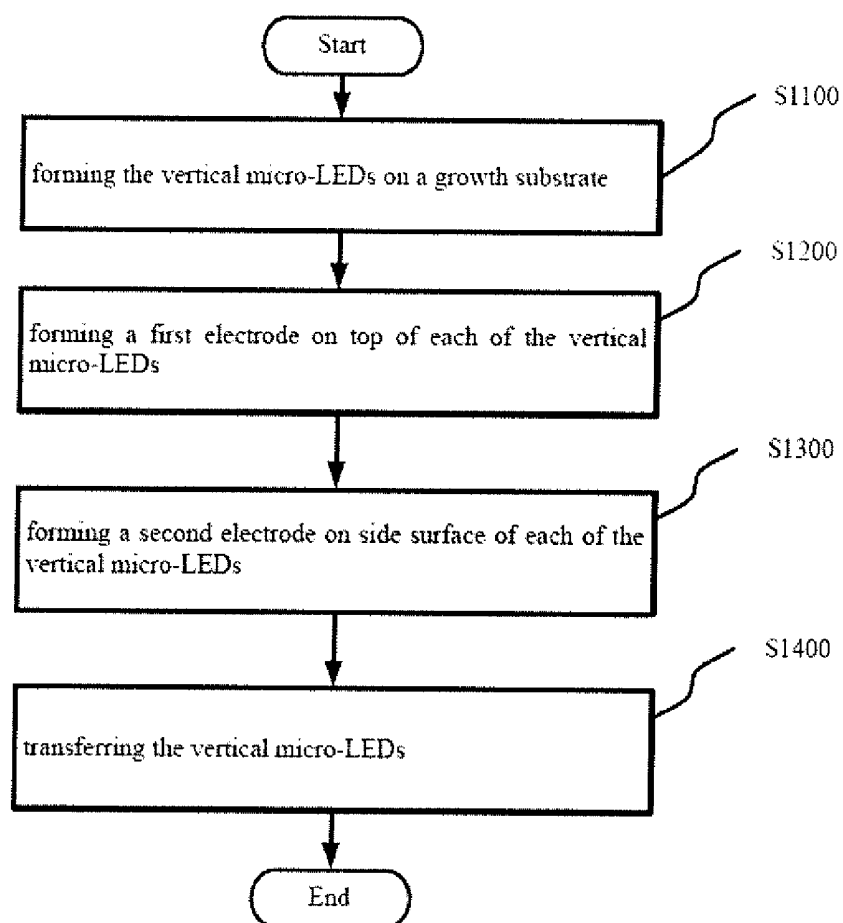 Start
S1100
forming the vertical micro-LEDs on a growth substrate
S1200
forming a first electrode on top of each of the vertical
micro-LEDs
S1300
forming a second electrode on side surface of each of the
vertical micro-LEDs
S1400
transferring the vertical micro-LEDs
End